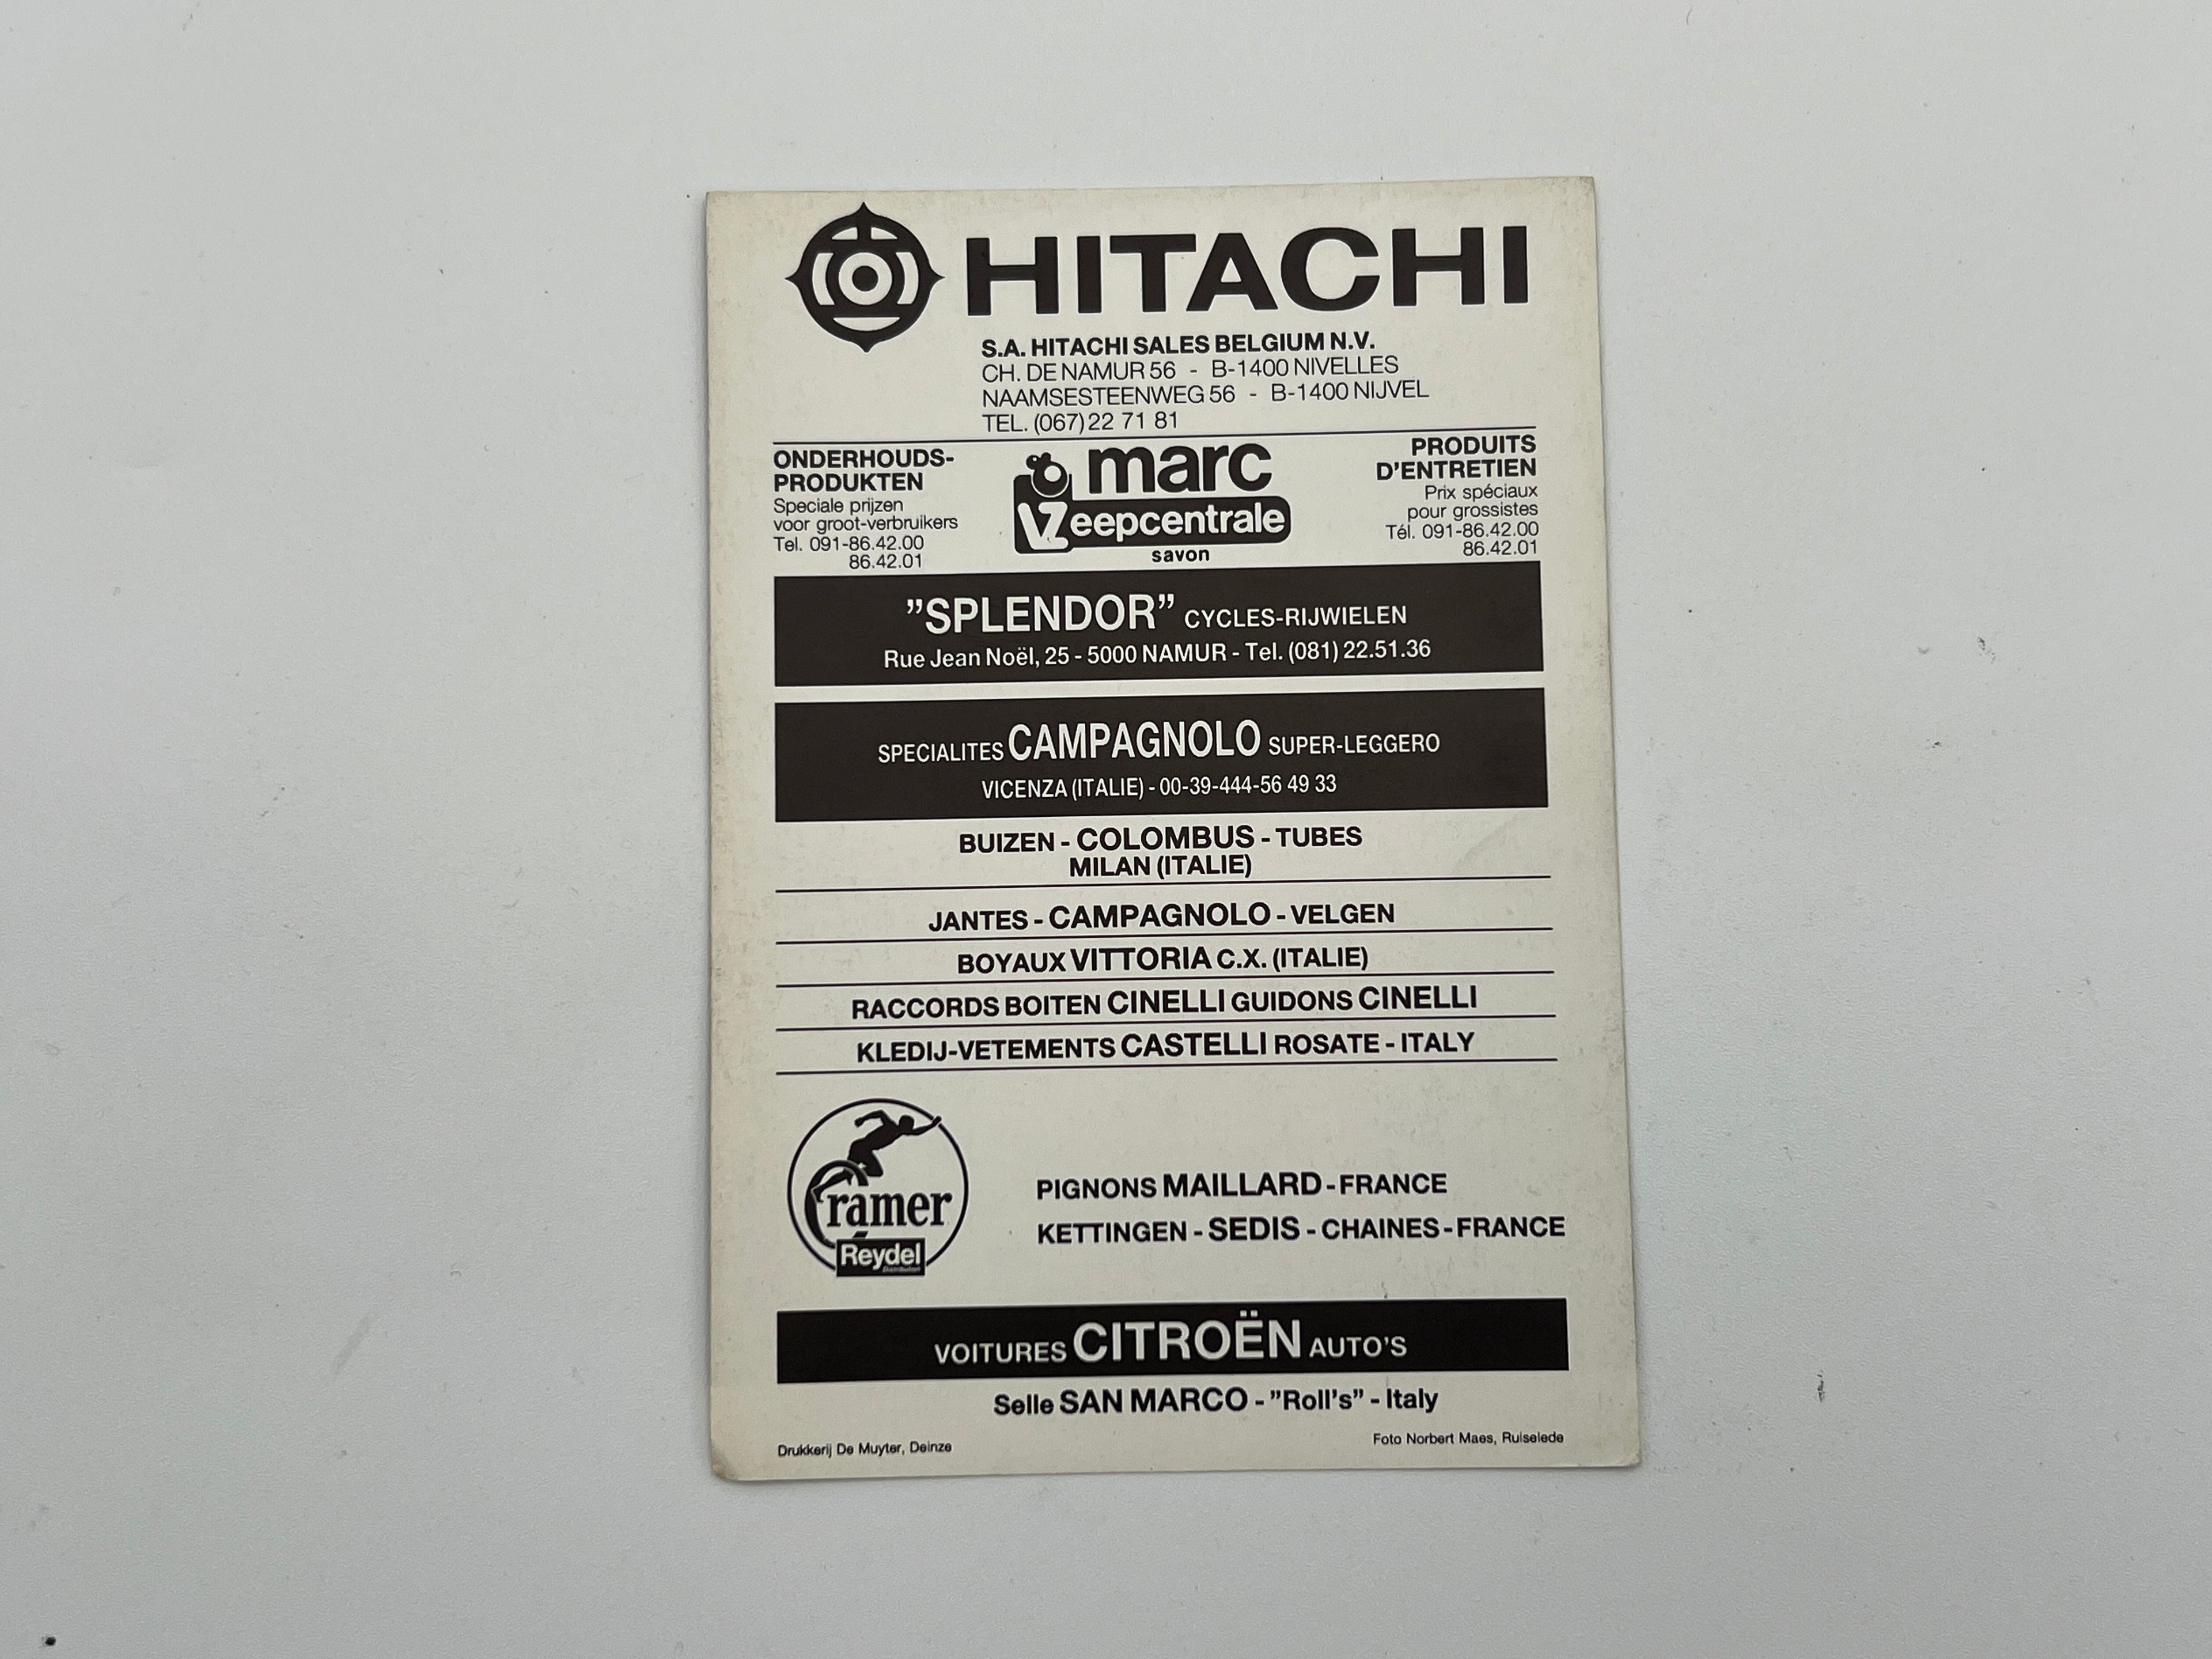 HITACHI
S.A. HITACHI SALES BELGIUM N.V.
CH. DE NAMUR 56 - B-1400 NIVELLES
NAAMSESTEENWEG 56 - B-1400 NIJVEL
TEL. (067) 22 71 81
ONDERHOUDS-
PRODUKTEN
Speciale prijzen
voor groot-verbruikers
Tel. 091-86.42.00
86.42.01
marc
Zeepcentrale
savon
PRODUITS
D'ENTRETIEN
Prix spéciaux
pour grossistes
Tél. 091-86.42.00
86.42.01
"SPLENDOR" CYCLES-RIJWIELEN
Rue Jean Noël, 25 - 5000 NAMUR - Tel. (081) 22.51.36
SPECIALITES CAMPAGNOLO SUPER-LEGGERO
VICENZA (ITALIE) - 00-39-444-56 49 33
BUIZEN - COLOMBUS - TUBES
MILAN (ITALIE)
JANTES - CAMPAGNOLO - VELGEN
BOYAUX VITTORIA C.X. (ITALIE)
RACCORDS BOITEN CINELLI GUIDONS CINELLI
KLEDIJ-VETEMENTS CASTELLI ROSATE - ITALY
Cramer
Reydel
Distribution
PIGNONS MAILLARD - FRANCE
KETTINGEN - SEDIS - CHAINES - FRANCE
VOITURES CITROËN AUTO'S
Selle SAN MARCO - "Roll's" - Italy
Drukkerij De Muyter, Deinze
Foto Norbert Maes, Ruiselede